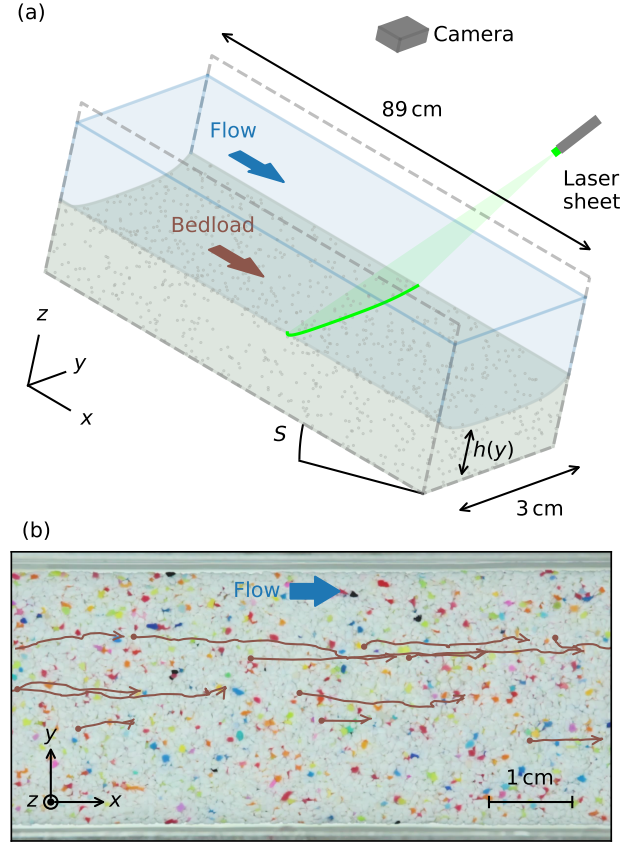 (a)
Camera
89 cm
Flow
Laser
sheet
Bedload
z
y
x
S
h(y)
3 cm
(b)
Flow
y
z
x
1 cm